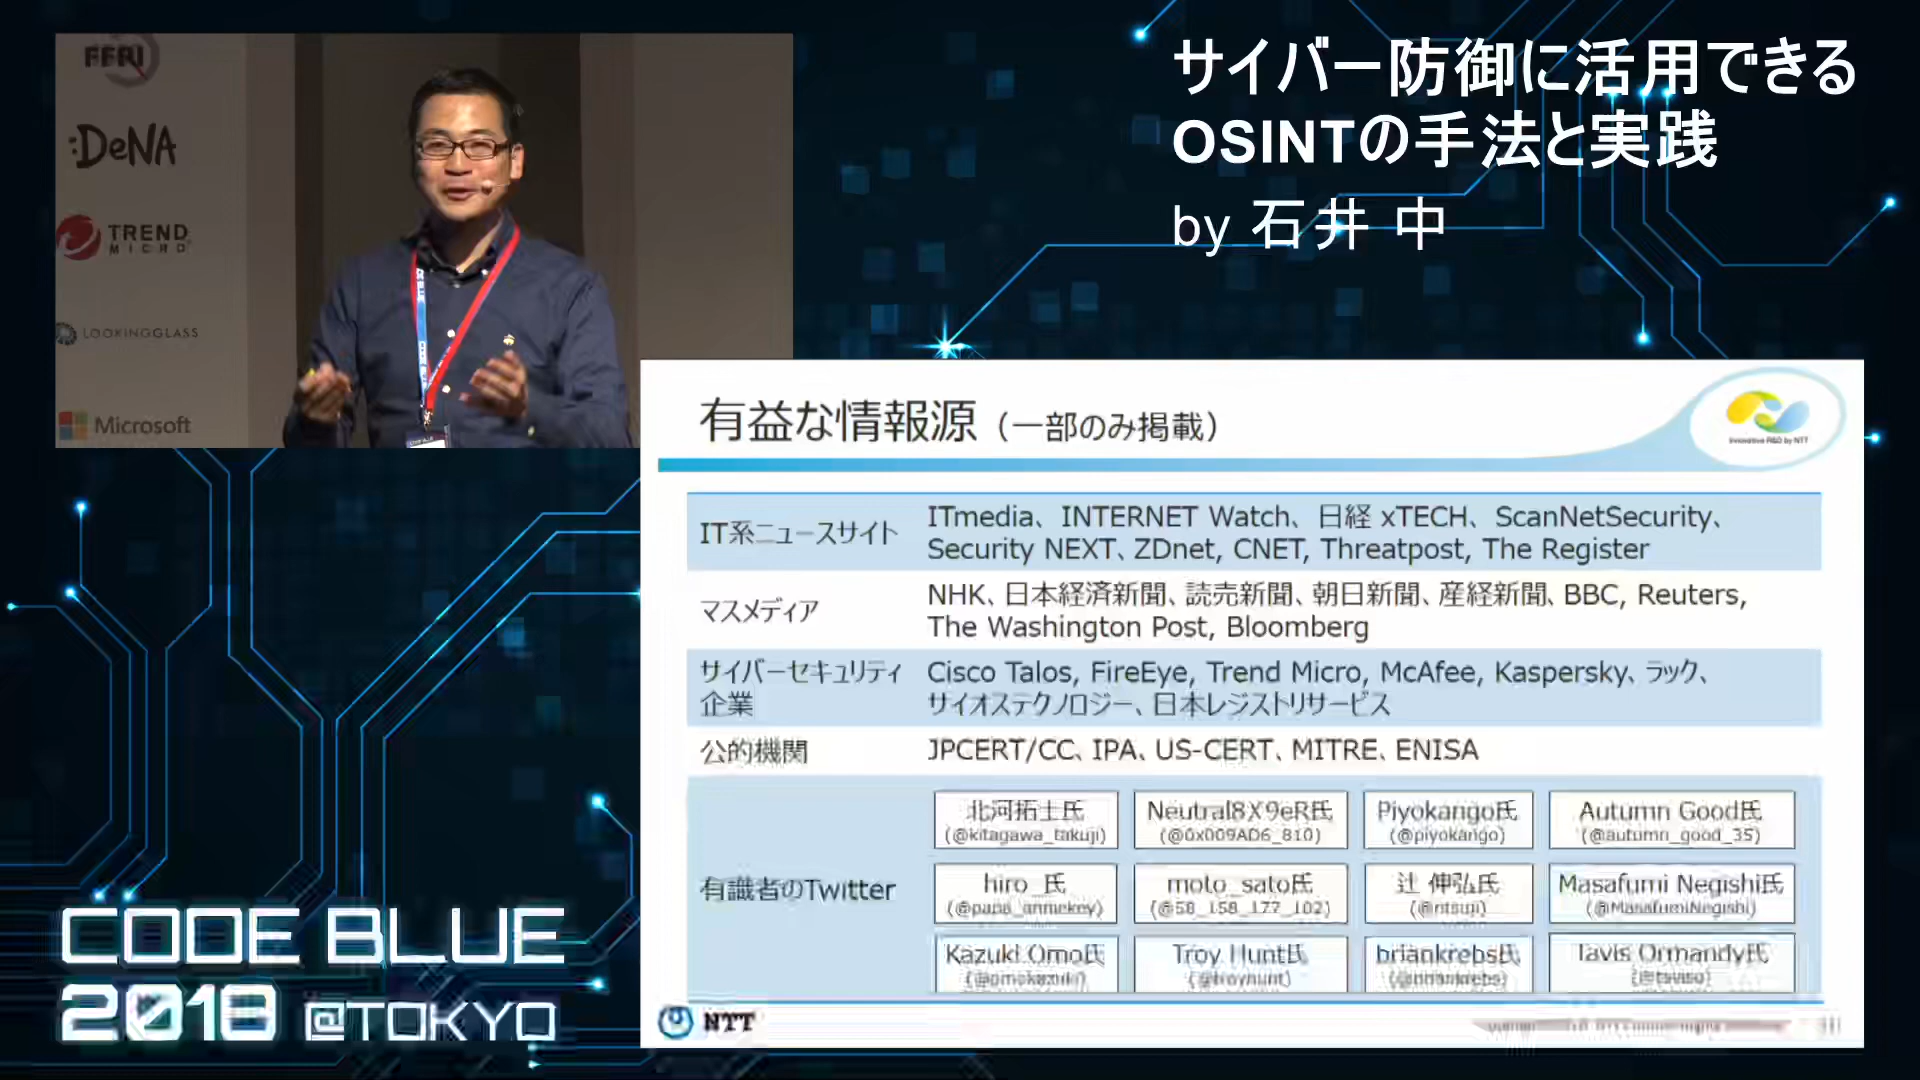 FFRI
:DeNA
TREND
MICRO
LOOKINGGLASS
Microsoft
サイバー防御に活用できる
OSINTの手法と実践
by 石井 中
有益な情報源（一部のみ掲載）
Innovative R&D by NTT
IT系ニュースサイト
ITmedia、INTERNET Watch、日経 xTECH、ScanNetSecurity、
Security NEXT、ZDnet, CNET, Threatpost, The Register
マスメディア
NHK、日本経済新聞、読売新聞、朝日新聞、産経新聞、BBC, Reuters,
The Washington Post, Bloomberg
サイバーセキュリティ
企業
Cisco Talos, FireEye, Trend Micro, McAfee, Kaspersky、ラック、
サイオステクノロジー、日本レジストリサービス
公的機関
JPCERT/CC、IPA、US-CERT、MITRE、ENISA
有識者のTwitter
北河拓士氏
(@kitagawa_takuji)
Neutral8X9eR氏
(@0x009AD6_810)
Piyokango氏
(@piyokango)
Autumn Good氏
(@autumn_good_35)
hiro_氏
(@papa_anniekey)
moto_sato氏
(@58_158_177_102)
辻 伸弘氏
(@ntsuji)
Masafumi Negishi氏
(@MasafumiNegishi)
Kazuki Omo氏
(@omokazuki)
Troy Hunt氏
(@troyhunt)
briankrebs氏
(@briankrebs)
Tavis Ormandy氏
(@taviso)
NTT
CODE BLUE
2018 @TOKYO